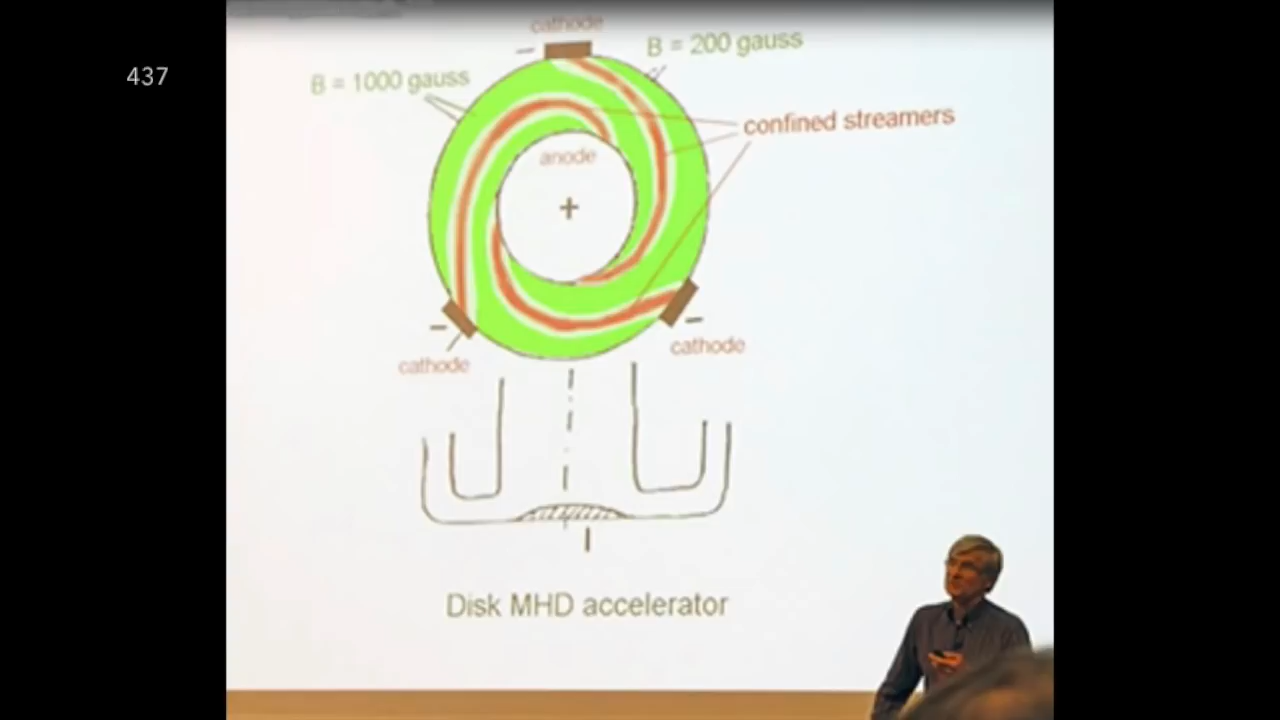 437
cathode
−
B = 200 gauss
B = 1000 gauss
confined streamers
anode
+
−
−
cathode
cathode
Disk MHD accelerator